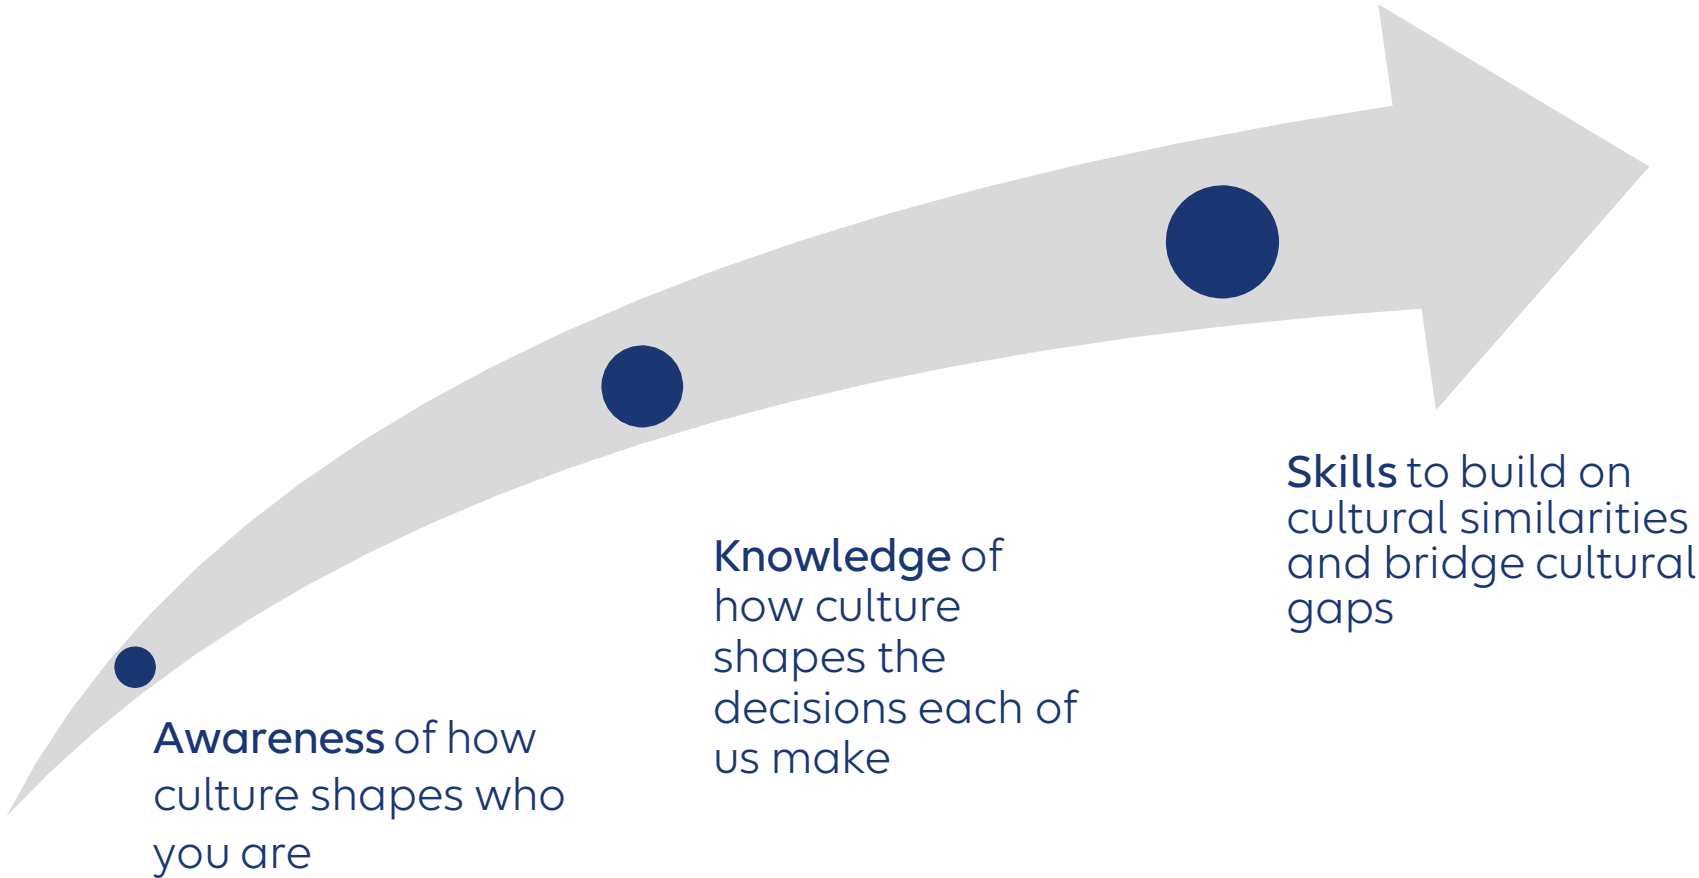 Awareness of how
culture shapes who
you are
Knowledge of
how culture
shapes the
decisions each of
us make
Skills to build on
cultural similarities
and bridge cultural
gaps